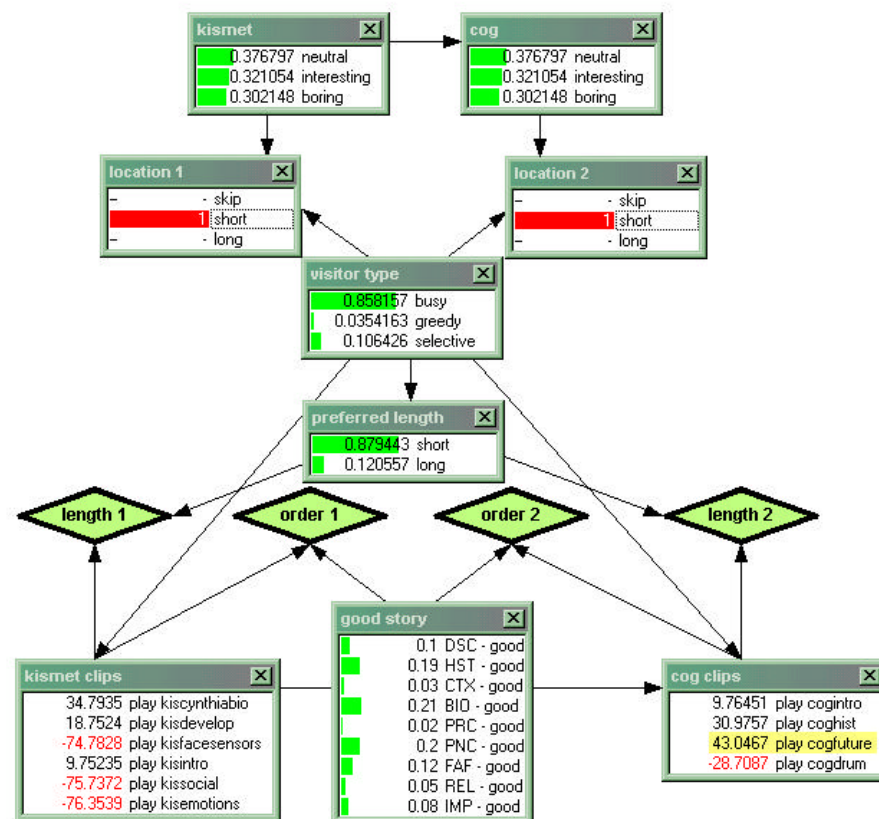 kismet
0.376797 neutral
0.321054 interesting
0.302148 boring
cog
0.376797 neutral
0.321054 interesting
0.302148 boring
location 1
- - skip
1 short
- - long
location 2
- - skip
1 short
- - long
visitor type
0.858157 busy
0.0354163 greedy
0.106426 selective
preferred length
0.879443 short
0.120557 long
length 1
order 1
order 2
length 2
kismet clips
34.7935 play kiscynthiabio
18.7524 play kisdevelop
-74.7828 play kisfacesensors
9.75235 play kisintro
-75.7372 play kissocial
-76.3539 play kisemotions
good story
0.1 DSC - good
0.19 HST - good
0.03 CTX - good
0.21 BIO - good
0.02 PRC - good
0.2 PNC - good
0.12 FAF - good
0.05 REL - good
0.08 IMP - good
cog clips
9.76451 play cogintro
30.9757 play coghist
43.0467 play cogfuture
-28.7087 play cogdrum